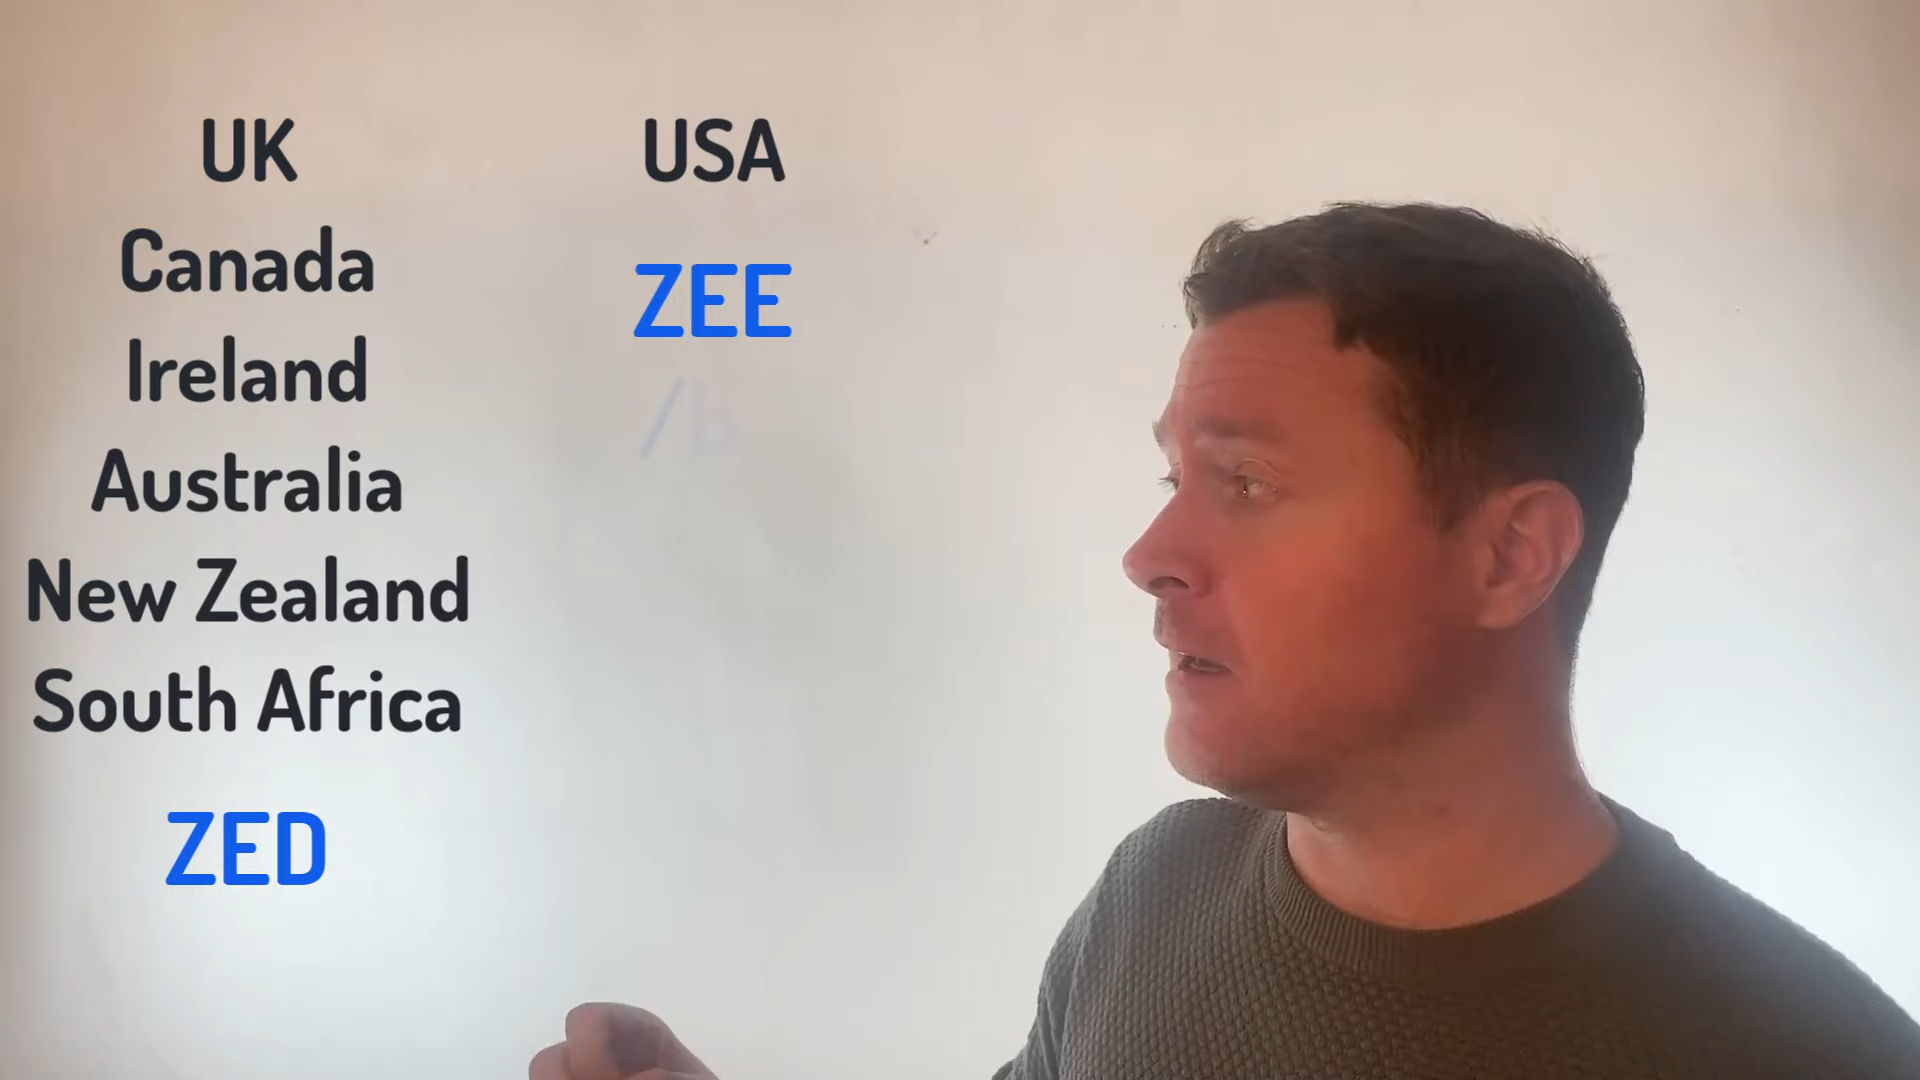 UK
Canada
Ireland
Australia
New Zealand
South Africa
ZED
USA
ZEE